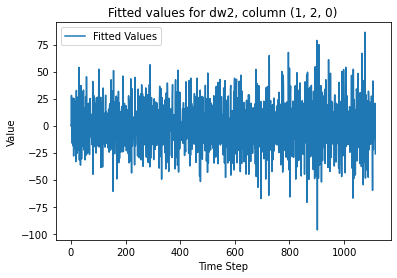 Fitted values for dw2, column (1, 2, 0)
Fitted Values
75
50
25
0
−25
−50
−75
−100
Value
0 200 400 600 800 1000
Time Step